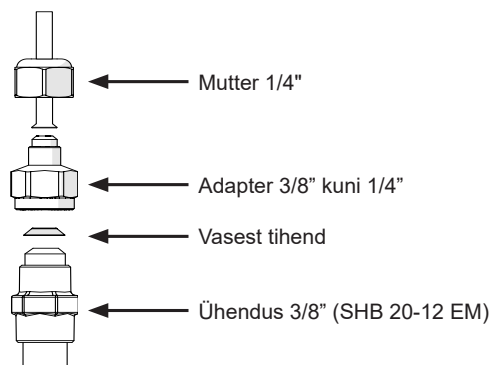 Mutter 1/4"
Adapter 3/8” kuni 1/4”
Vasest tihend
Ühendus 3/8” (SHB 20-12 EM)